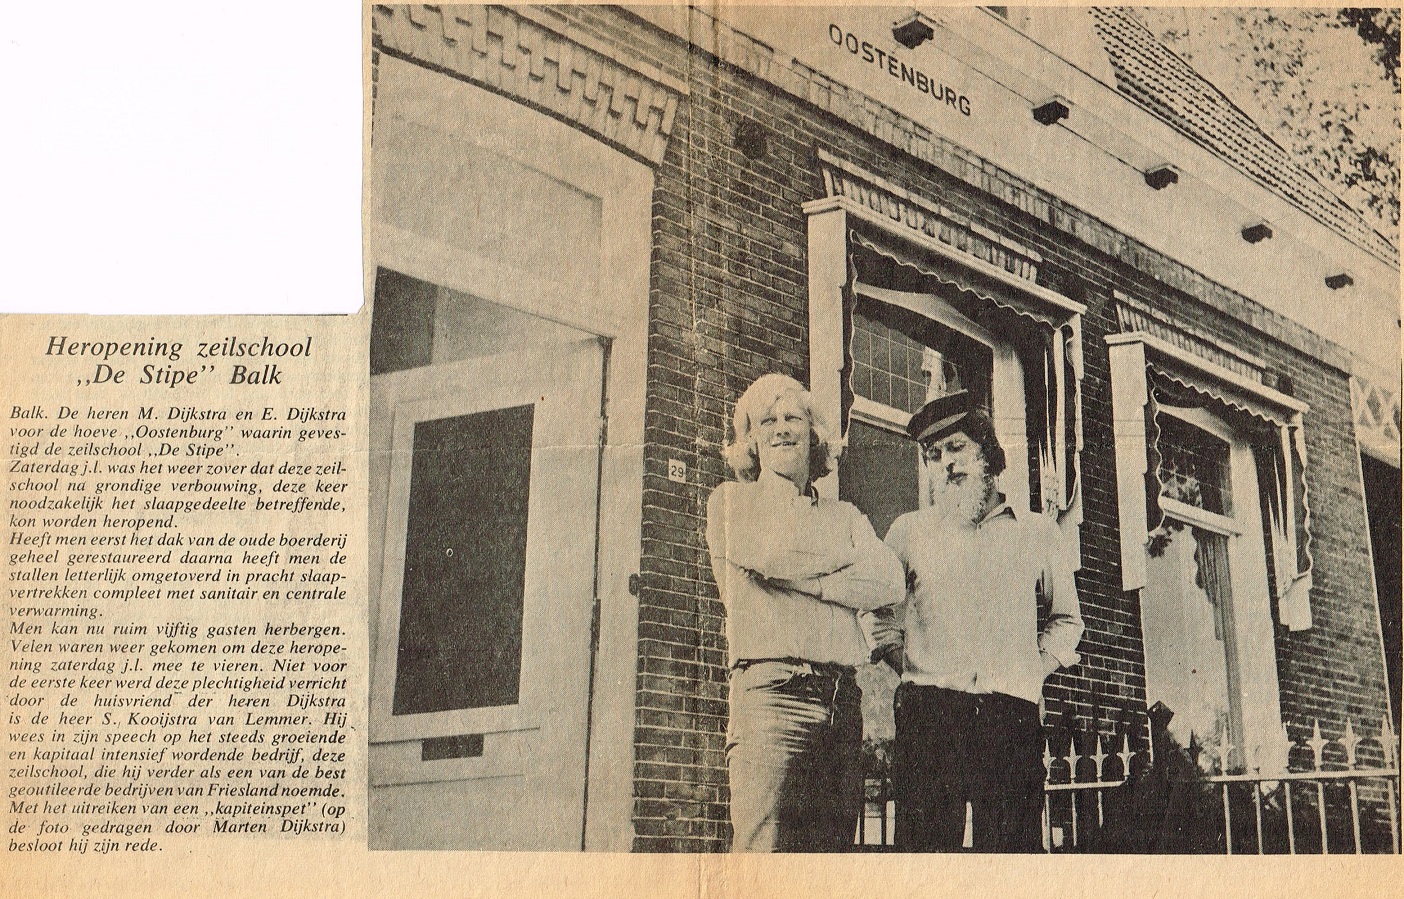 Heropening zeilschool
,,De Stipe” Balk
Balk. De heren M. Dijkstra en E. Dijkstra
voor de hoeve ,,Oostenburg” waarin geves-
tigd de zeilschool ,,De Stipe”.
Zaterdag j.l. was het weer zover dat deze zeil-
school na grondige verbouwing, deze keer
noodzakelijk het slaapgedeelte betreffende,
kon worden heropend.
Heeft men eerst het dak van de oude boerderij
geheel gerestaureerd daarna heeft men de
stallen letterlijk omgetoverd in pracht slaap-
vertrekken compleet met sanitair en centrale
verwarming.
Men kan nu ruim vijftig gasten herbergen.
Velen waren weer gekomen om deze herope-
ning zaterdag j.l. mee te vieren. Niet voor
de eerste keer werd deze plechtigheid verricht
door de huisvriend der heren Dijkstra
is de heer S. Kooijstra van Lemmer. Hij
wees in zijn speech op het steeds groeiende
en kapitaal intensief wordende bedrijf, deze
zeilschool, die hij verder als een van de best
geoutileerde bedrijven van Friesland noemde.
Met het uitreiken van een ,,kapiteinspet” (op
de foto gedragen door Marten Dijkstra)
besloot hij zijn rede.
OOSTENBURG
29